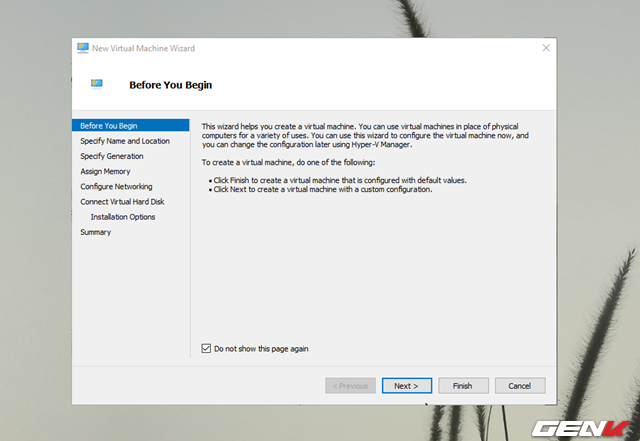 New Virtual Machine Wizard
Before You Begin
Before You Begin
Specify Name and Location
Specify Generation
Assign Memory
Configure Networking
Connect Virtual Hard Disk
Installation Options
Summary
This wizard helps you create a virtual machine. You can use virtual machines in place of physical
computers for a variety of uses. You can use this wizard to configure the virtual machine now, and
you can change the configuration later using Hyper-V Manager.
To create a virtual machine, do one of the following:
• Click Finish to create a virtual machine that is configured with default values.
• Click Next to create a virtual machine with a custom configuration.
Do not show this page again
< Previous
Next >
Finish
Cancel
GENK